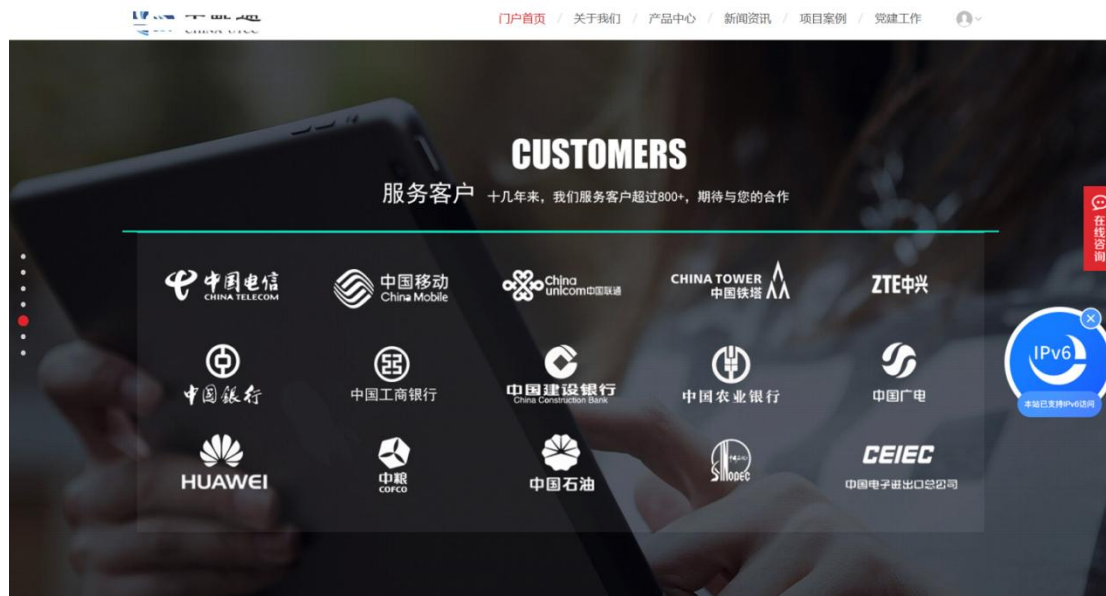 门户首页 / 关于我们 / 产品中心 / 新闻资讯 / 项目案例 / 党建工作
CUSTOMERS
服务客户 十几年来，我们服务客户超过800+，期待与您的合作
在线咨询
中国电信
CHINA TELECOM
中国移动
China Mobile
China
unicom中国联通
CHINA TOWER
中国铁塔
ZTE中兴
中国银行
中国工商银行
中国建设银行
China Construction Bank
中国农业银行
中国广电
IPv6
本站已支持IPv6访问
HUAWEI
中粮
COFCO
中国石油
SINOPEC
CEIEC
中国电子进出口总公司